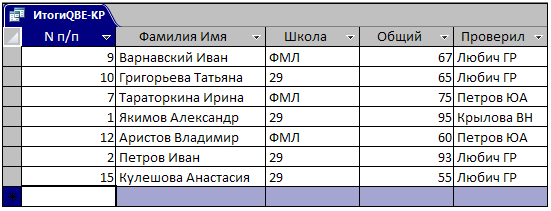 ИтогиQBE-KP
N п/п Фамилия Имя Школа Общий Проверил
9 Варнавский Иван ФМЛ 67 Любич ГР
10 Григорьева Татьяна 29 65 Любич ГР
7 Тараторкина Ирина ФМЛ 75 Петров ЮА
1 Якимов Александр 29 95 Крылова ВН
12 Аристов Владимир ФМЛ 60 Петров ЮА
2 Петров Иван 29 93 Любич ГР
15 Кулешова Анастасия 29 55 Любич ГР